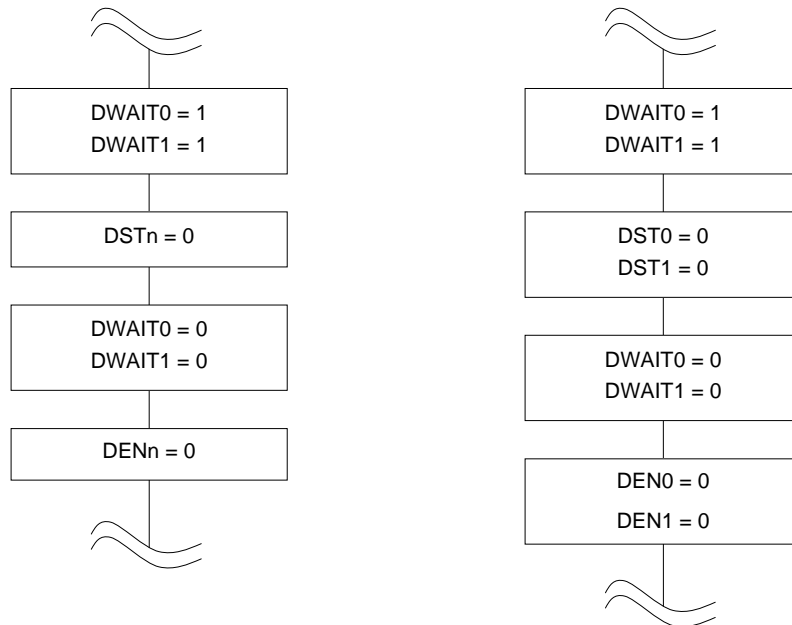 DWAIT0 = 1
DWAIT1 = 1
DSTn = 0
DWAIT0 = 0
DWAIT1 = 0
DENn = 0
DWAIT0 = 1
DWAIT1 = 1
DST0 = 0
DST1 = 0
DWAIT0 = 0
DWAIT1 = 0
DEN0 = 0
DEN1 = 0